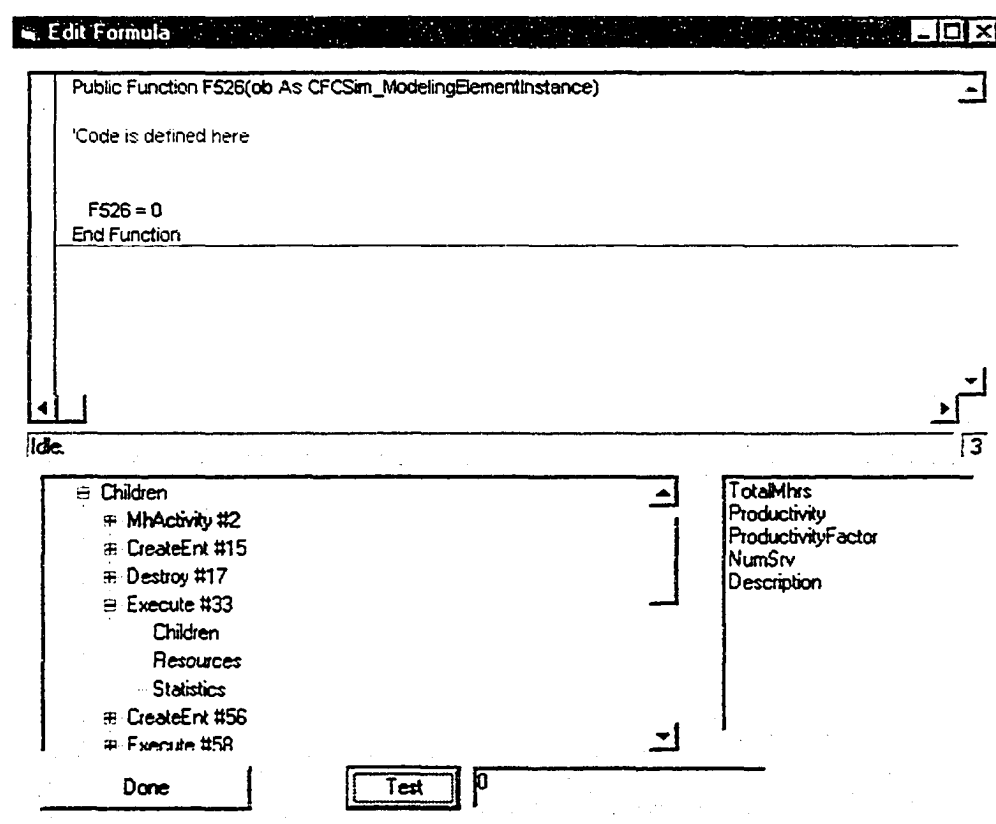 Edit Formula
Public Function F526(ob As CFCSim_ModelingElementInstance)
'Code is defined here
F526 = 0
End Function
Idle.
3
Children
MhActivity #2
CreateEnt #15
Destroy #17
Execute #33
Children
Resources
Statistics
CreateEnt #56
Execute #58
TotalMhrs
Productivity
ProductivityFactor
NumSrv
Description
Done
Test
0